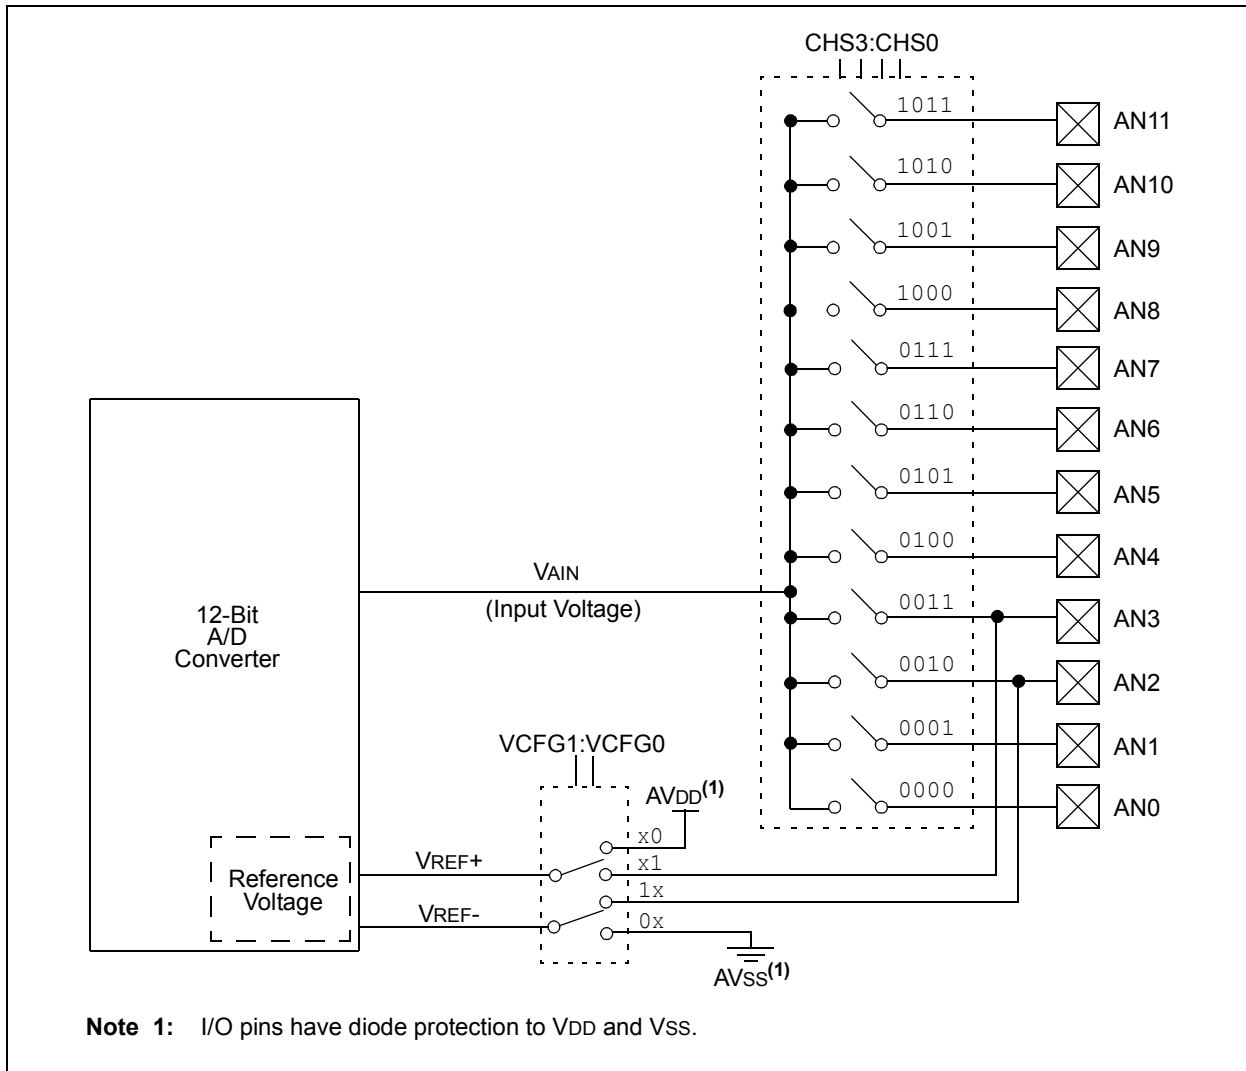 CHS3:CHS0
1011
AN11
1010
AN10
1001
AN9
1000
AN8
0111
AN7
0110
AN6
0101
AN5
0100
AN4
VAIN
(Input Voltage)
12-Bit
A/D
Converter
0011
AN3
0010
AN2
0001
AN1
VCFG1:VCFG0
0000
AN0
AVDD(1)
x0
VREF+
x1
Reference
Voltage
1x
VREF-
0x
AVSS(1)
Note 1: I/O pins have diode protection to VDD and VSS.